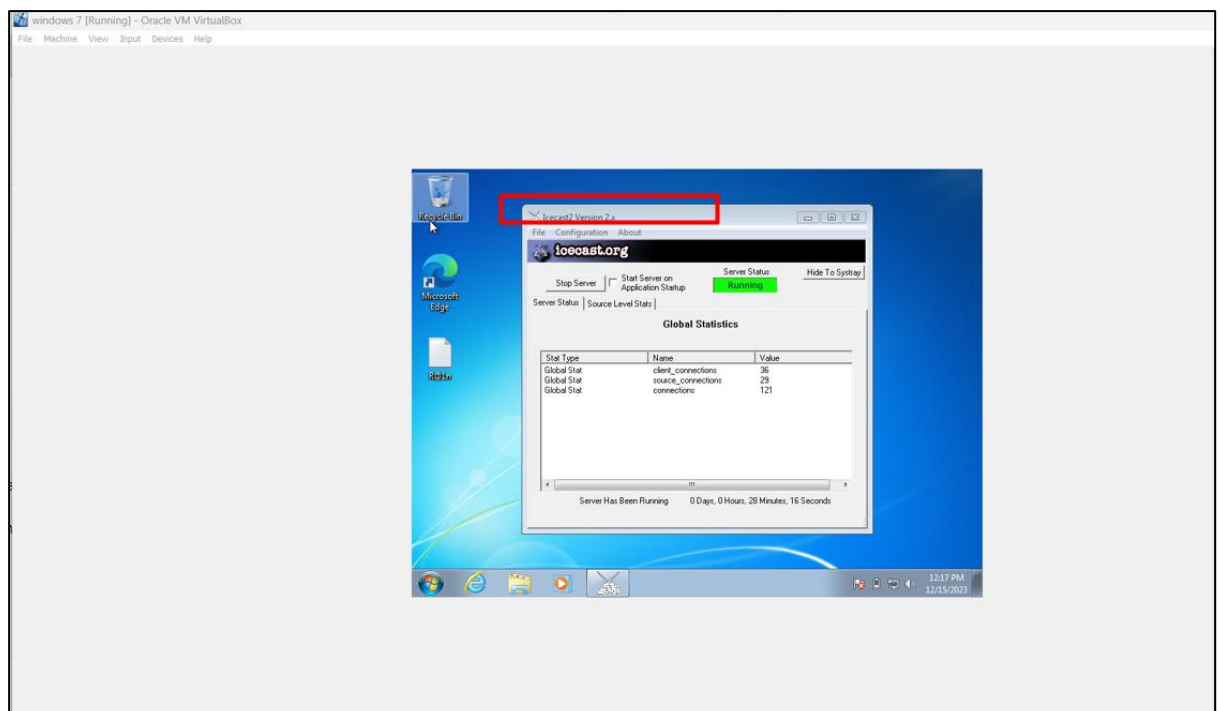 windows 7 [Running] - Oracle VM VirtualBox
File Machine View Input Devices Help
Recycle Bin
Icecast2 Version 2.x
File Configuration About
icecast.org
Stop Server
Start Server on
Application Startup
Server Status
Running
Hide To Systray
Microsoft
Edge
Server Status
Source Level Stats
Global Statistics
Stat Type Name Value
Global Stat client_connections 36
Global Stat source_connections 29
Global Stat connections 121
Server Has Been Running 0 Days, 0 Hours, 28 Minutes, 16 Seconds
12:17 PM
12/15/2023